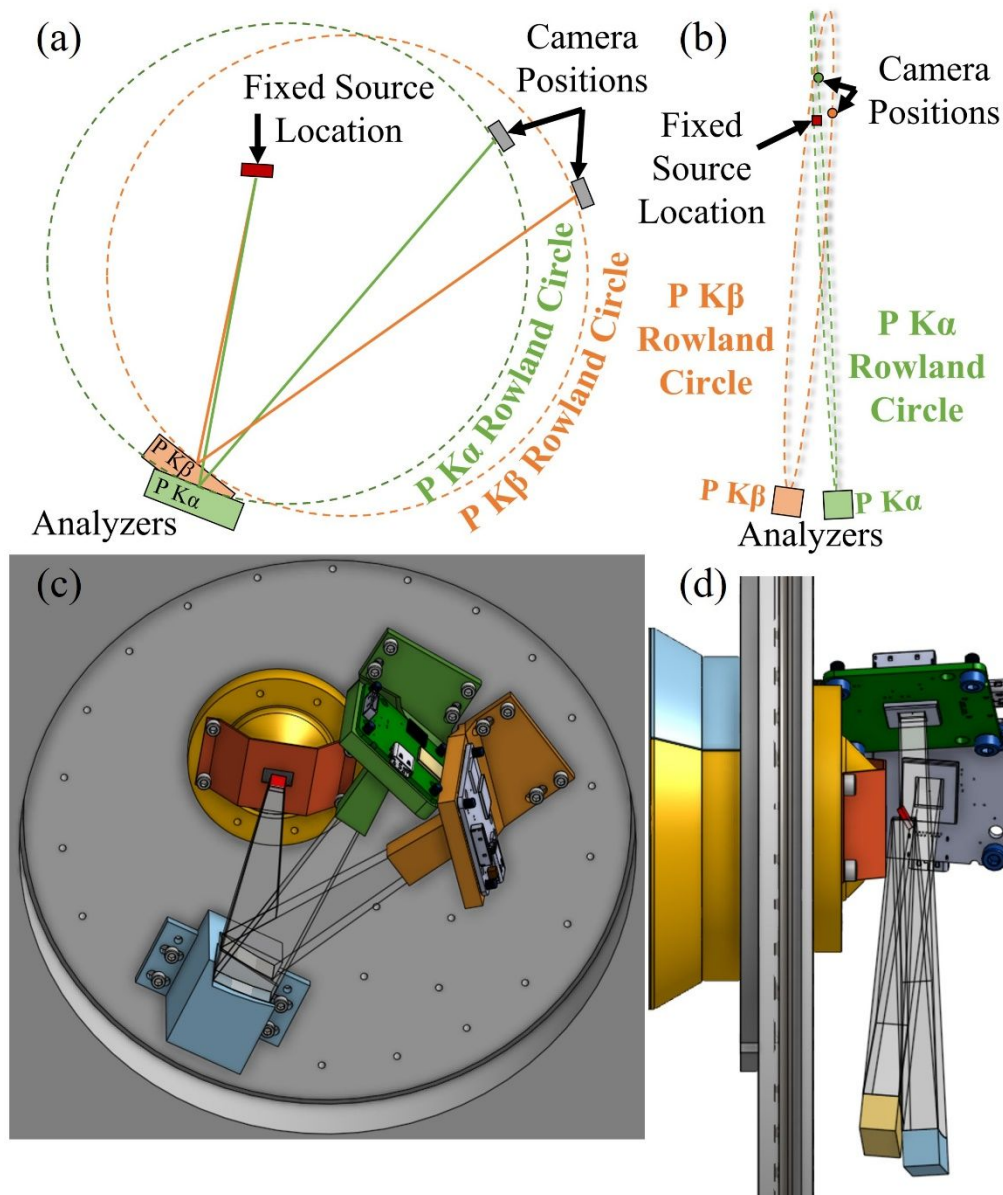 (a)
Fixed Source
Location
Camera
Positions
P Kβ
P Kα
Analyzers
P Kα Rowland Circle
P Kβ Rowland Circle
(b)
Camera
Positions
Fixed
Source
Location
P Kβ
Rowland
Circle
P Kα
Rowland
Circle
P Kβ
P Kα
Analyzers
(c)
(d)